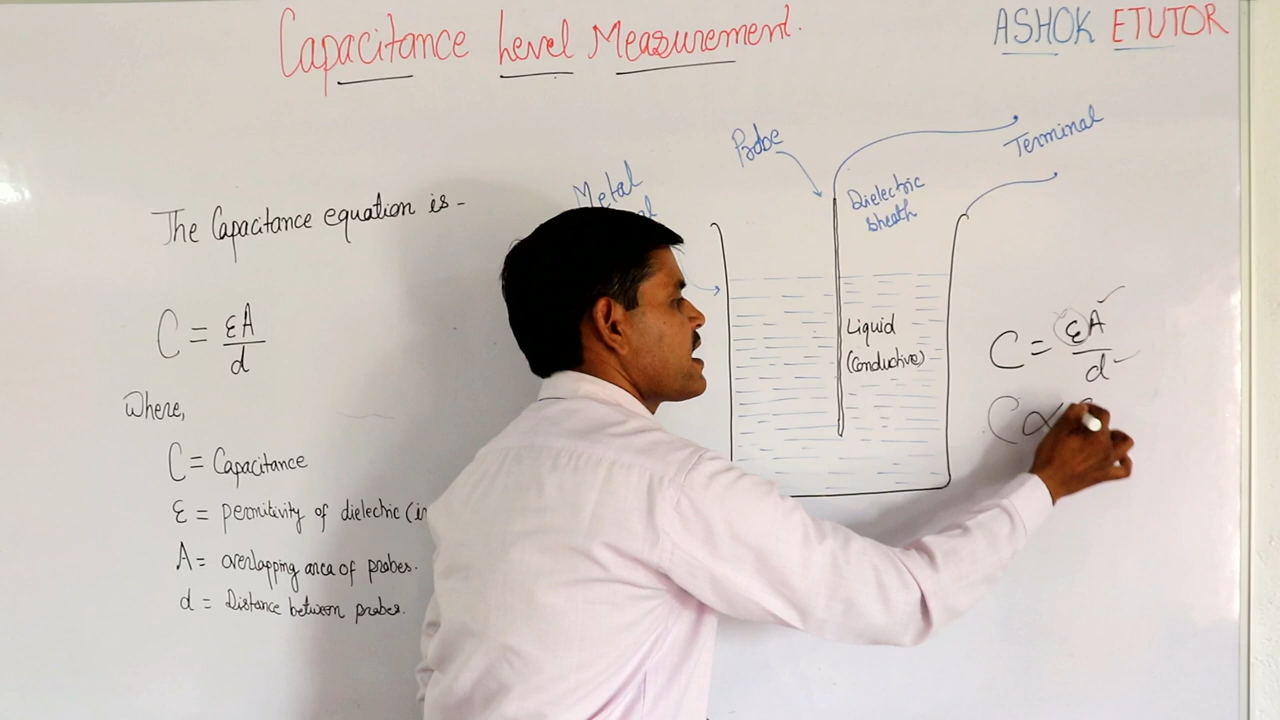 Capacitance Level Measurement.
ASHOK ETUTOR
The Capacitance equation is -
C = εA
d
Where,
C = Capacitance
ε = permitivity of dielectric (in
A = overlapping area of probes.
d = Distance between probes.
Metal
Probe
Terminal
Dielectric
Sheath
Liquid
(Conductive)
C = εA
d
C ∝